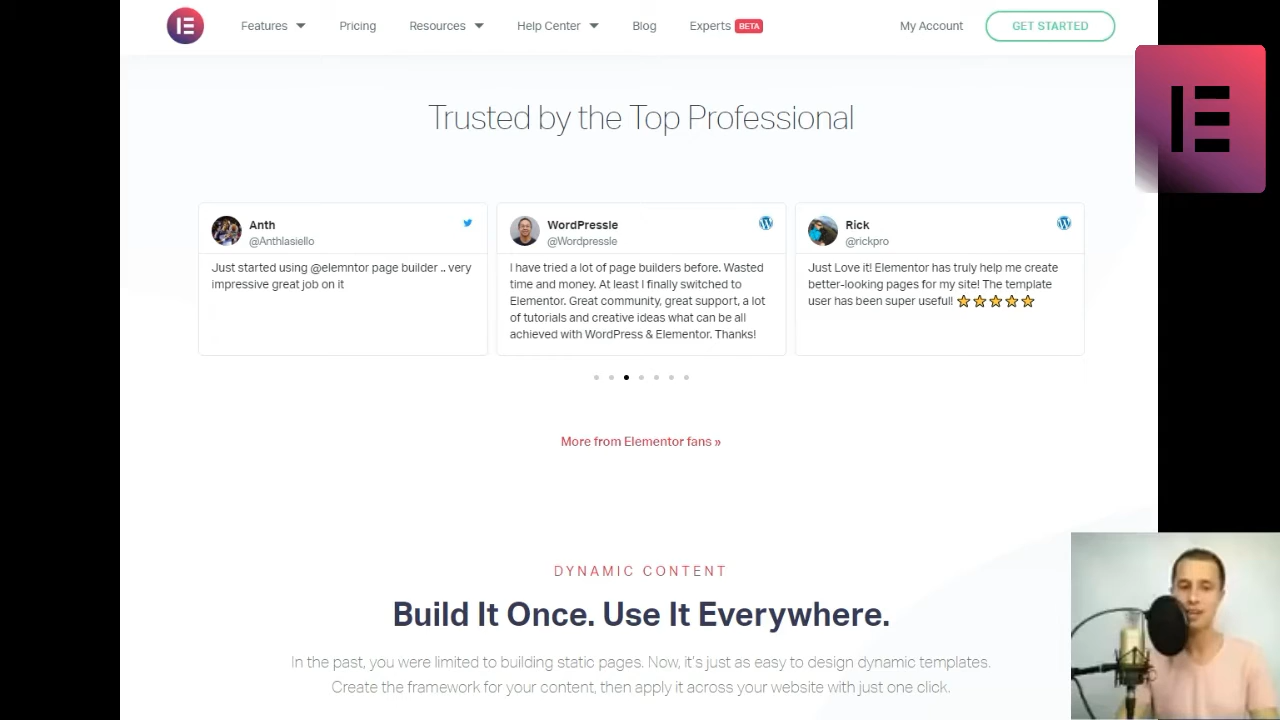 Features
Pricing
Resources
Help Center
Blog
Experts BETA
My Account
GET STARTED
Trusted by the Top Professional
Anth
@Anthlasiello
Just started using @elemntor page builder .. very
impressive great job on it
WordPressle
@Wordpressle
I have tried a lot of page builders before. Wasted
time and money. At least I finally switched to
Elementor. Great community, great support, a lot
of tutorials and creative ideas what can be all
achieved with WordPress & Elementor. Thanks!
Rick
@rickpro
Just Love it! Elementor has truly help me create
better-looking pages for my site! The template
user has been super useful! ⭐⭐⭐⭐⭐
More from Elementor fans »
DYNAMIC CONTENT
Build It Once. Use It Everywhere.
In the past, you were limited to building static pages. Now, it's just as easy to design dynamic templates.
Create the framework for your content, then apply it across your website with just one click.